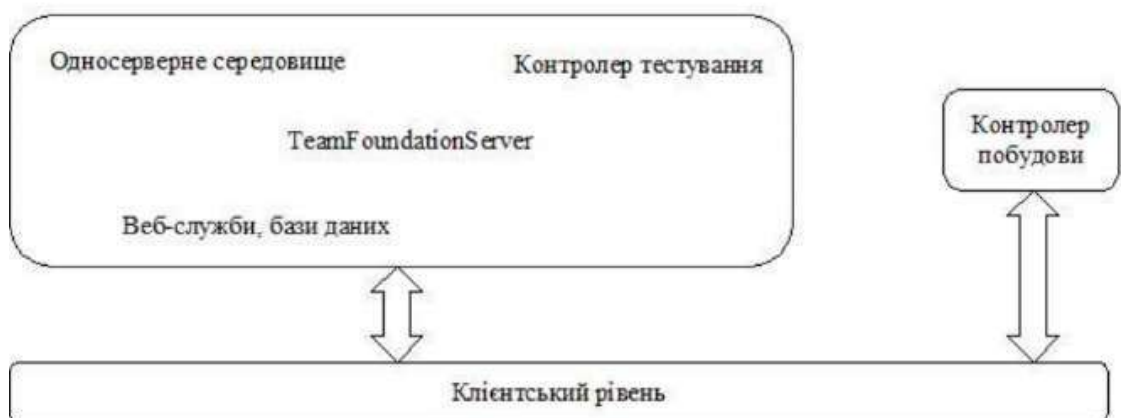 Односерверне середовище
Контролер тестування
TeamFoundationServer
Веб-служби, бази даних
Контролер
побудови
Клієнтський рівень